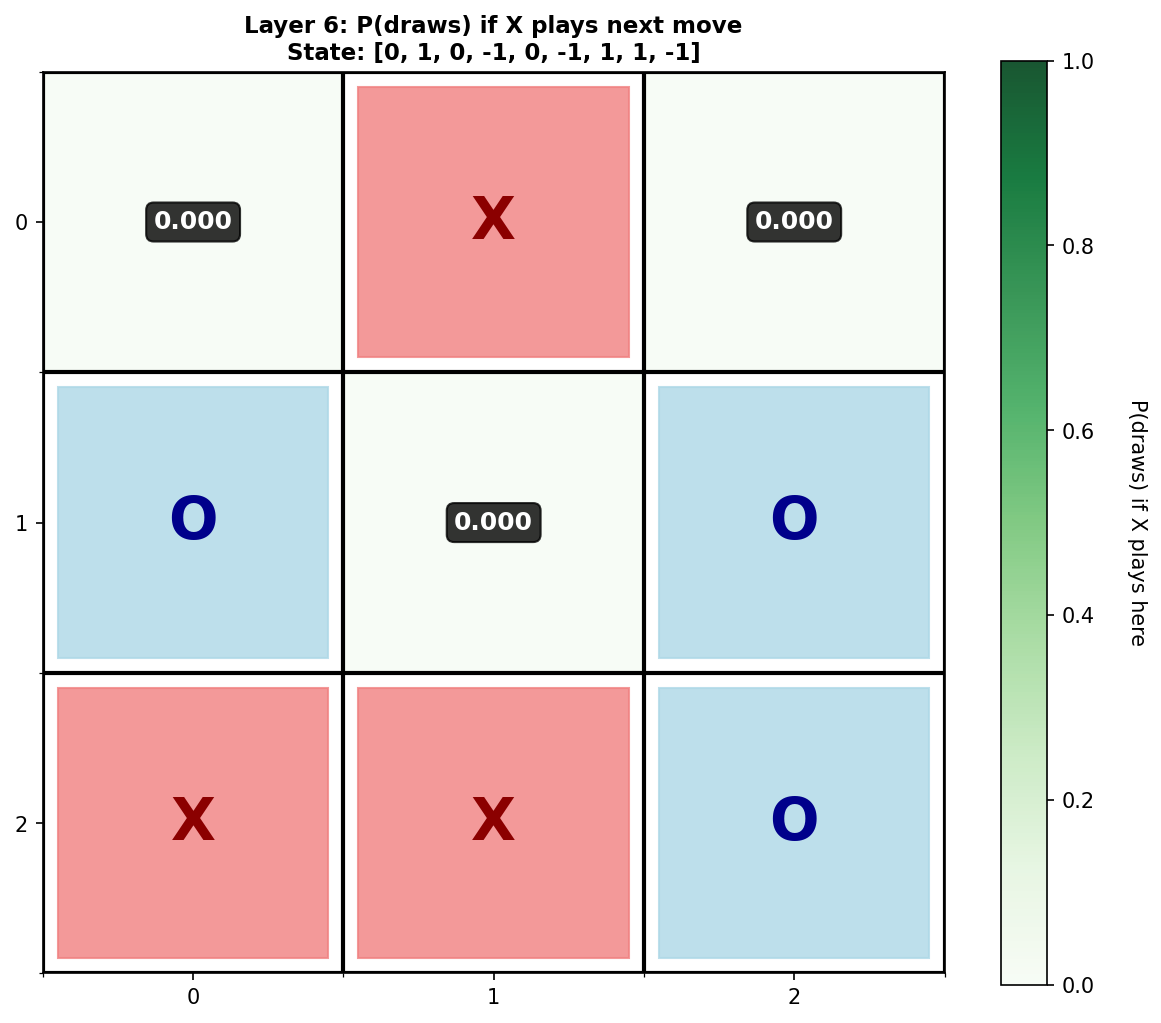 Layer 6: P(draws) if X plays next move
State: [0, 1, 0, -1, 0, -1, 1, 1, -1]
0.000
X
0.000
O
0.000
O
X
X
O
0
1
2
0
1
2
1.0
0.8
0.6
0.4
0.2
0.0
P(draws) if X plays here